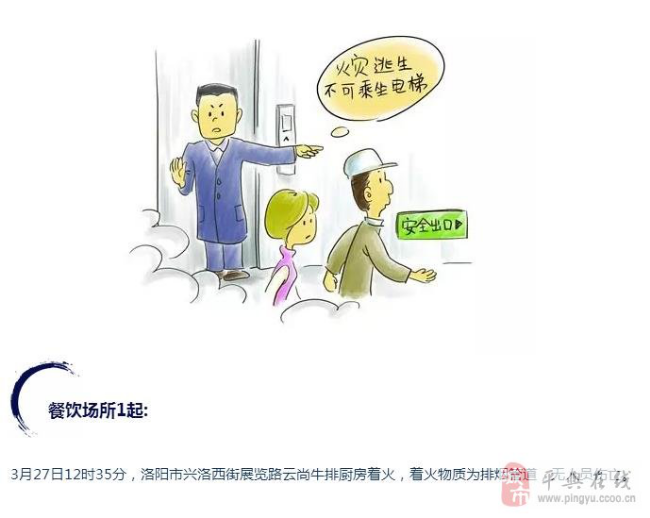 火灾逃生
不可乘坐电梯
安全出口
餐饮场所1起:
3月27日12时35分，洛阳市兴洛西街展览路云尚牛排厨房着火，着火物质为排烟管道，无人员伤亡。
平舆在线
www.pingyu.ccoo.cn